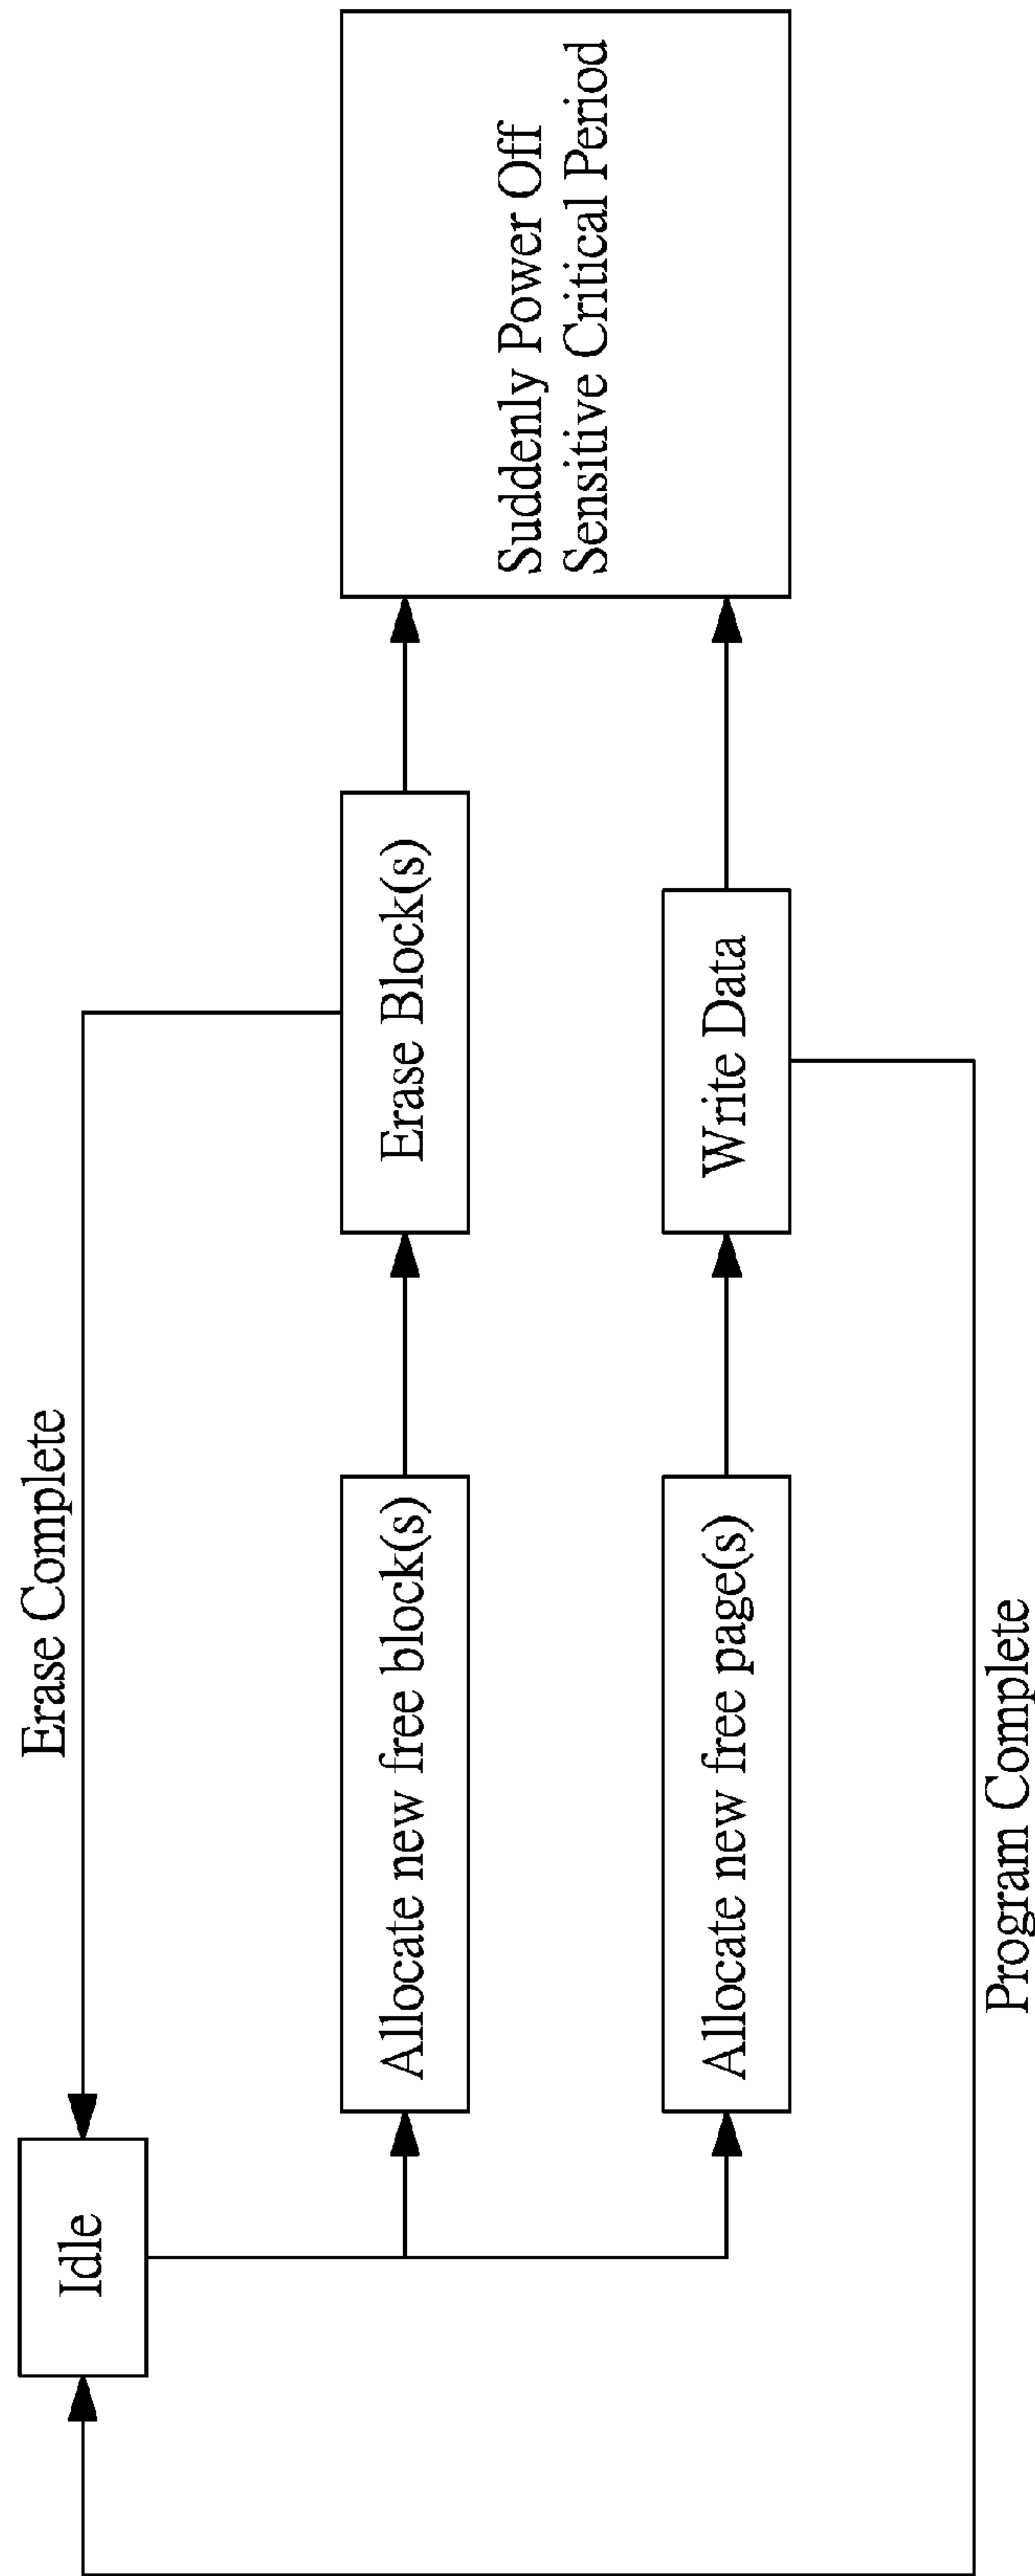 Erase Complete
Idle
Allocate new free block(s)
Erase Block(s)
Suddenly Power Off
Sensitive Critical Period
Allocate new free page(s)
Write Data
Program Complete